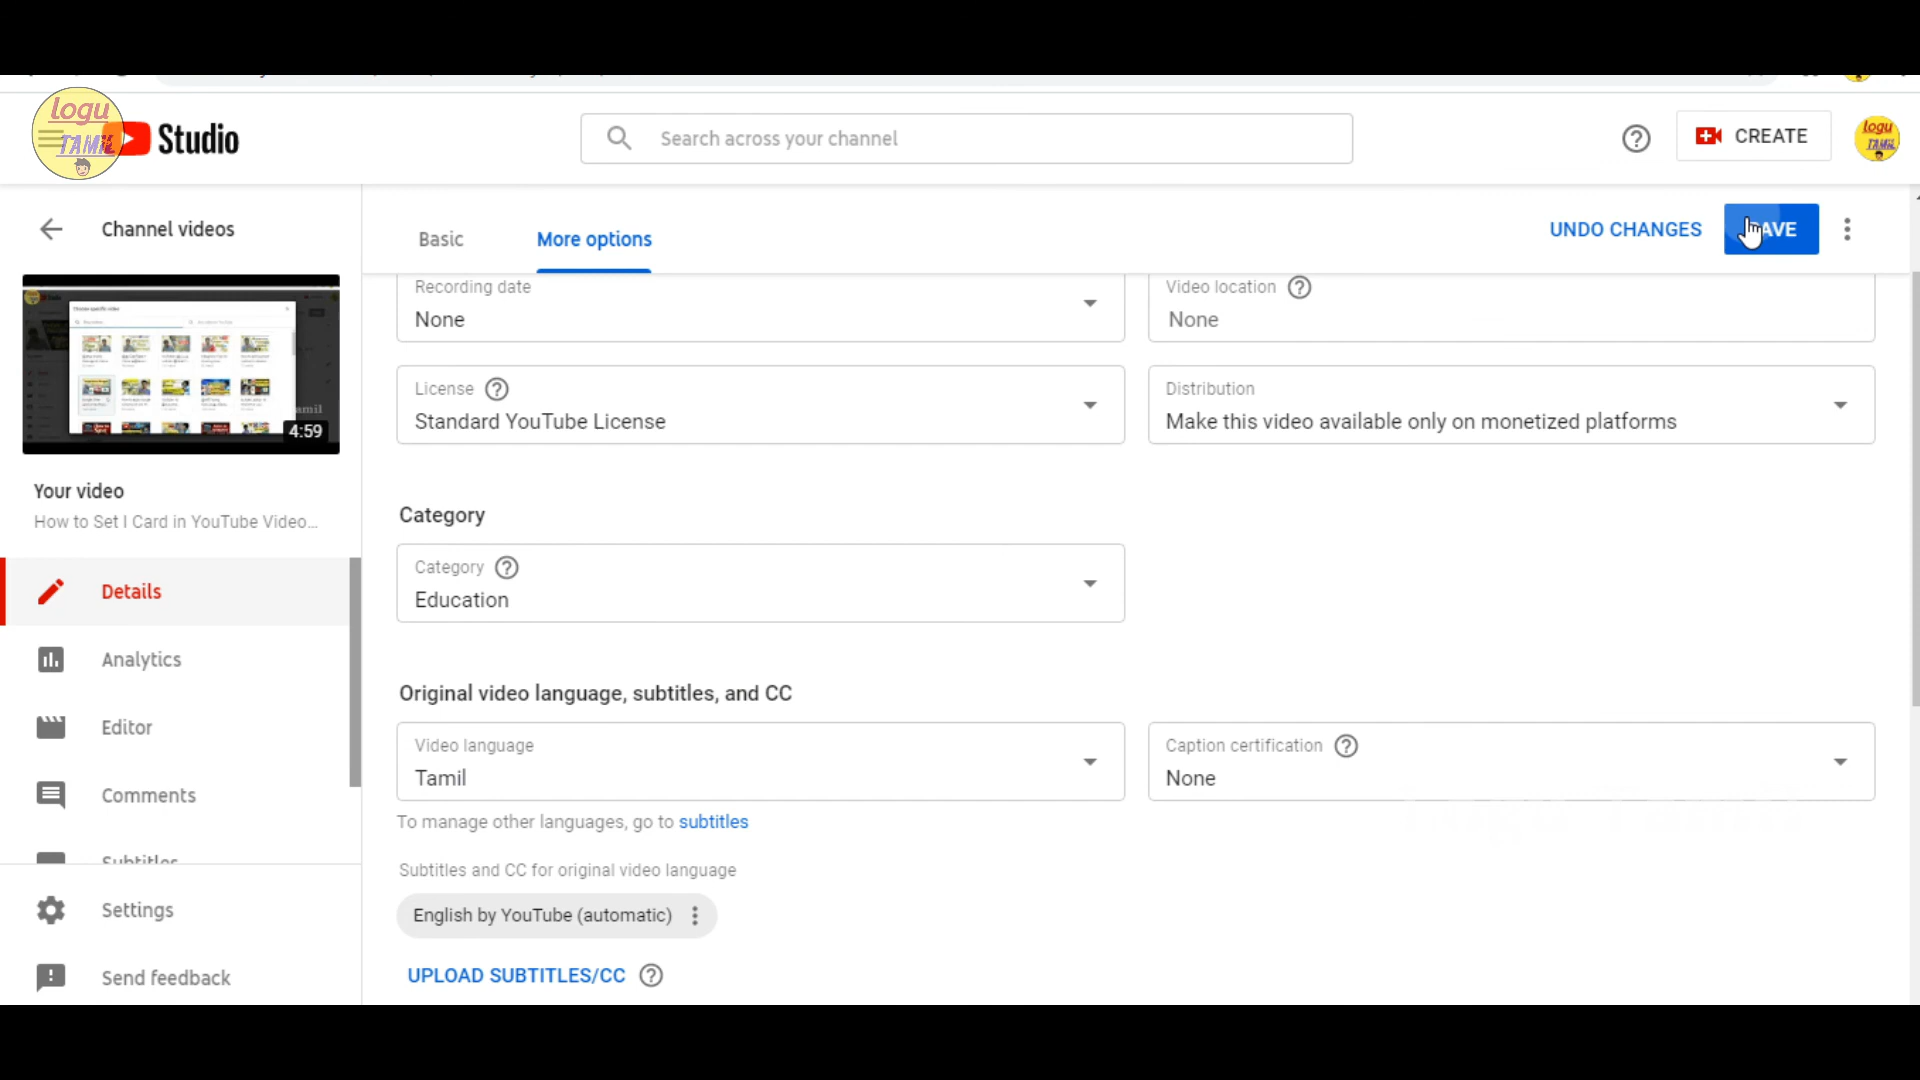 logu
TAMIL
Studio
Search across your channel
CREATE
logu
TAMIL
Channel videos
Basic
More options
UNDO CHANGES
AVE
4:59
Your video
How to Set I Card in YouTube Video...
Details
Analytics
Editor
Comments
Subtitles
Settings
Send feedback
Recording date
None
Video location
None
License
Standard YouTube License
Distribution
Make this video available only on monetized platforms
Category
Category
Education
Original video language, subtitles, and CC
Video language
Tamil
Caption certification
None
To manage other languages, go to subtitles
Subtitles and CC for original video language
English by YouTube (automatic)
UPLOAD SUBTITLES/CC